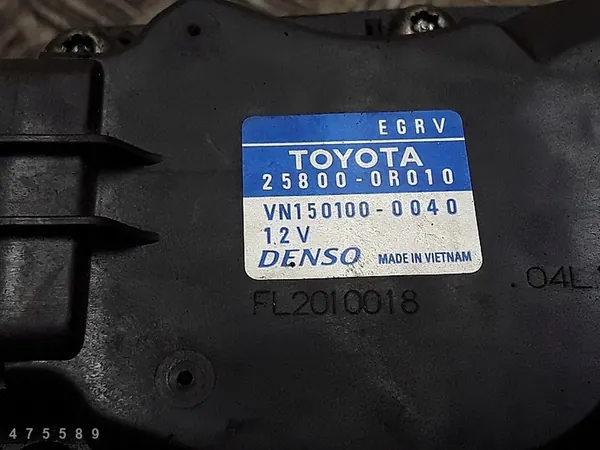 EGRV
TOYOTA
25800-0R010
VN150100-0040
12V
DENSO MADE IN VIETNAM
FL2010018
.04L
475589